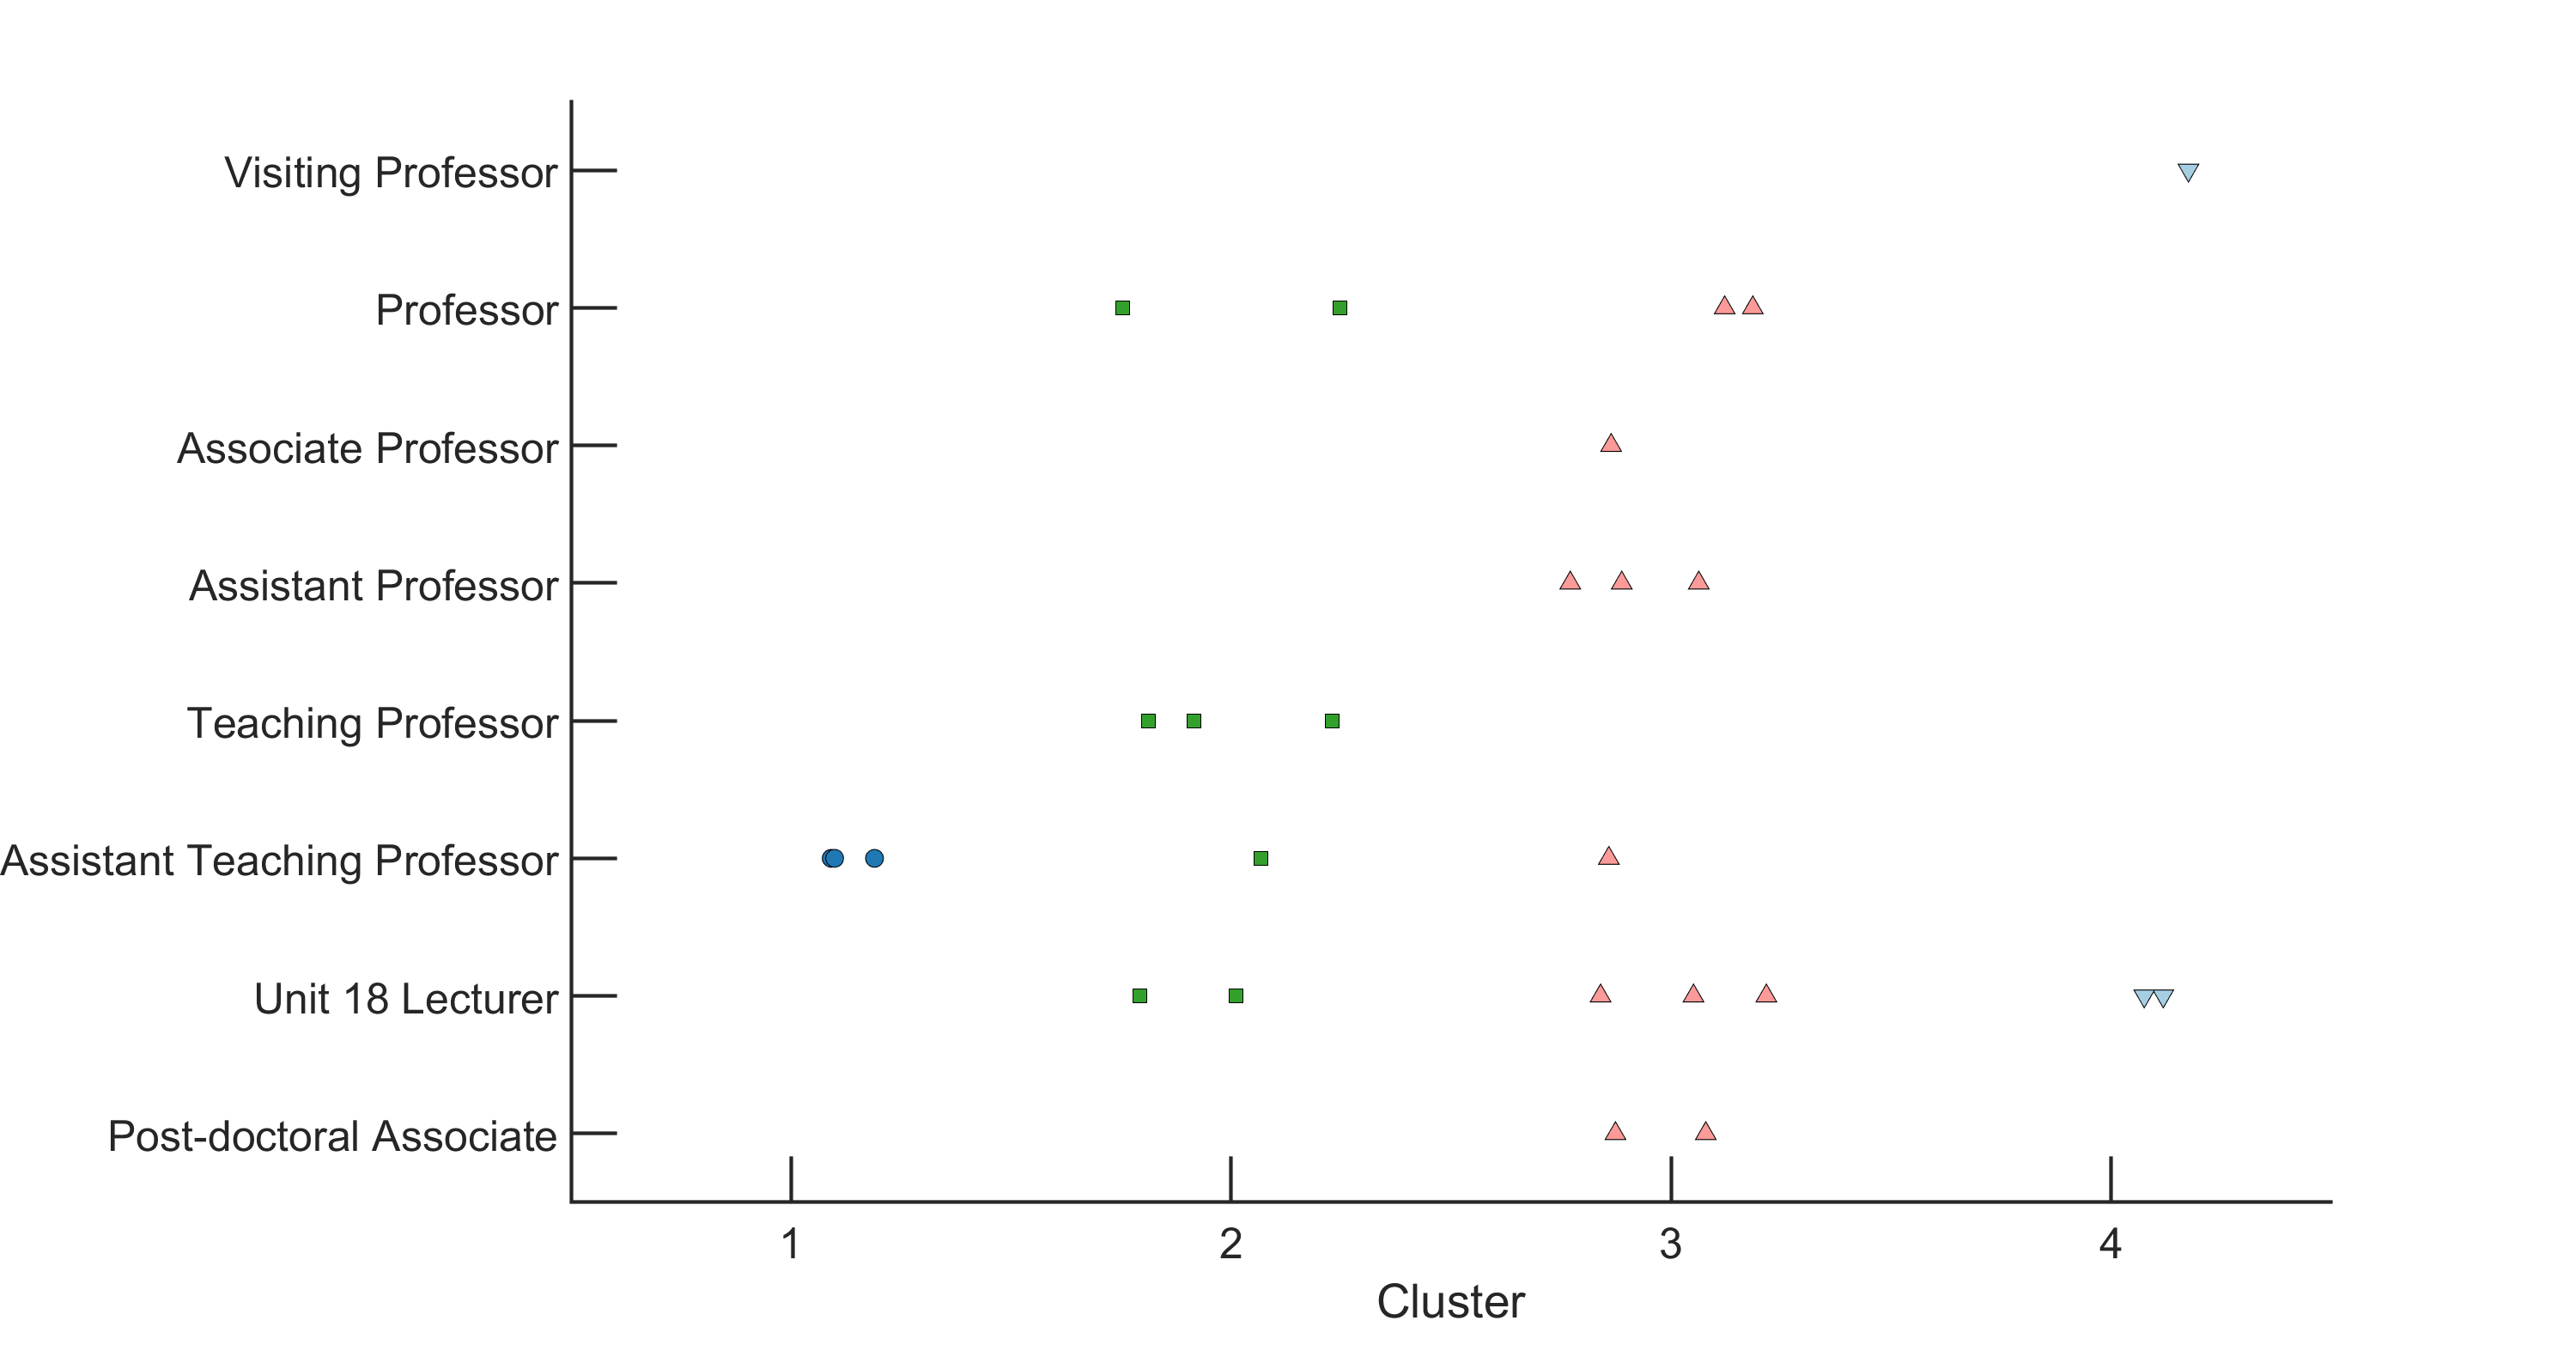 Visiting Professor
Professor
Associate Professor
Assistant Professor
Teaching Professor
Assistant Teaching Professor
Unit 18 Lecturer
Post-doctoral Associate
1 2 3 4
Cluster